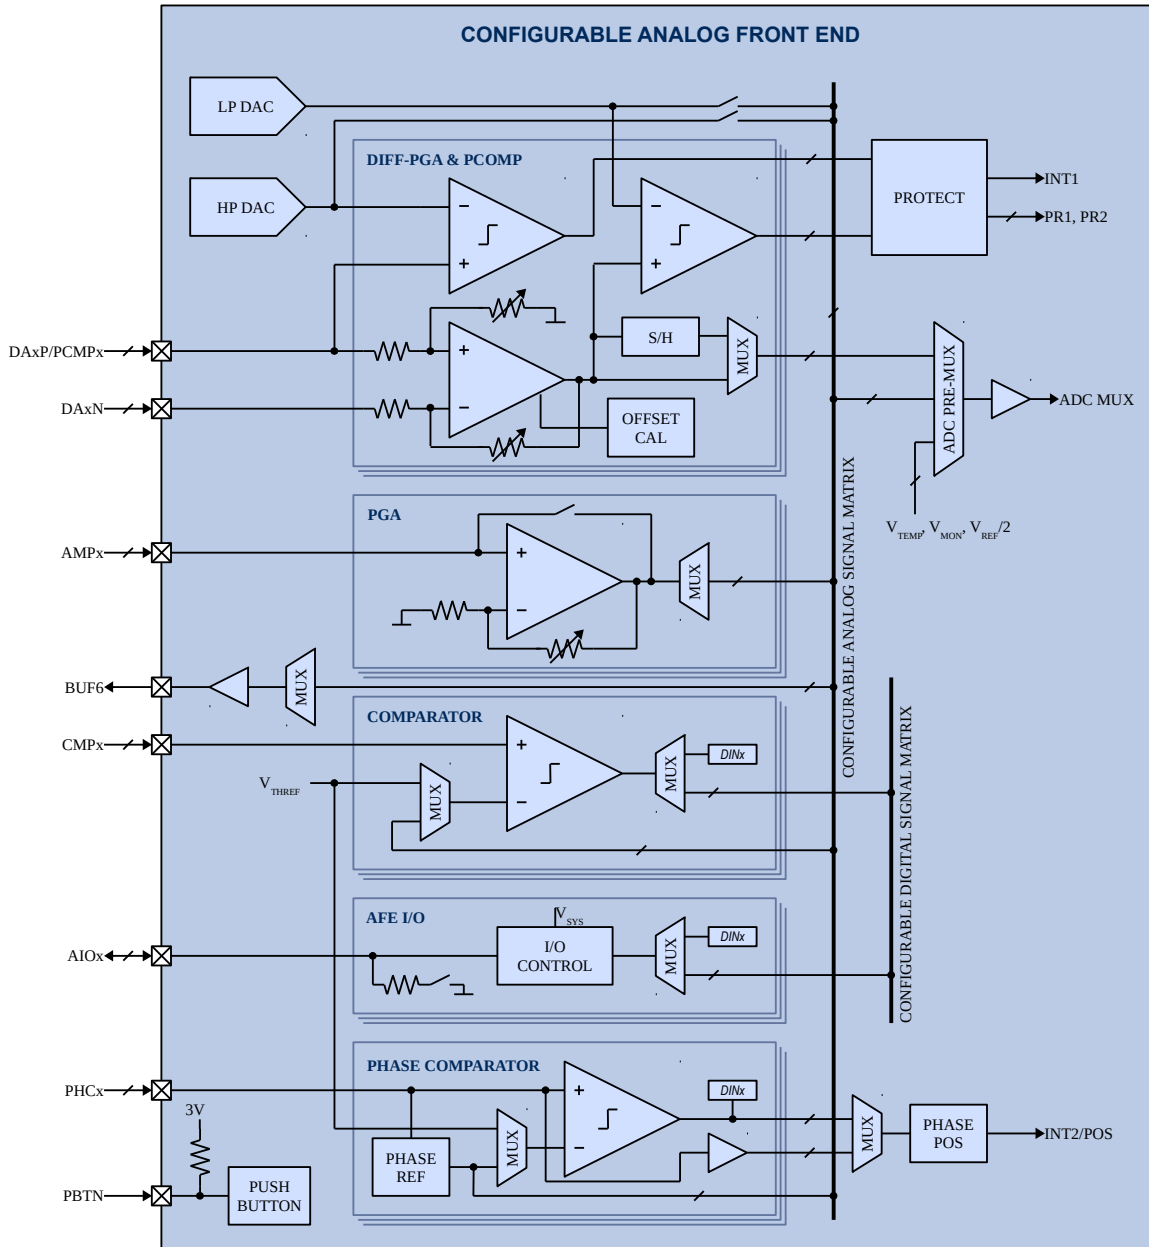 CONFIGURABLE ANALOG FRONT END
LP DAC
HP DAC
DIFF-PGA & PCOMP
−
+
−
+
PROTECT
INT1
PR1, PR2
DAxP/PCMPx
DAxN
+
−
S/H
MUX
OFFSET
CAL
ADC PRE-MUX
ADC MUX
VTEMP, VMON, VREF/2
CONFIGURABLE ANALOG SIGNAL MATRIX
PGA
AMPx
+
−
MUX
BUF6
MUX
COMPARATOR
CMPx
VTHREF
MUX
+
−
MUX
DINx
CONFIGURABLE DIGITAL SIGNAL MATRIX
AFE I/O
AIOx
VSYS
I/O
CONTROL
MUX
DINx
PHASE COMPARATOR
PHCx
3V
PHASE
REF
MUX
+
−
DINx
MUX
PHASE
POS
INT2/POS
PBTN
PUSH
BUTTON